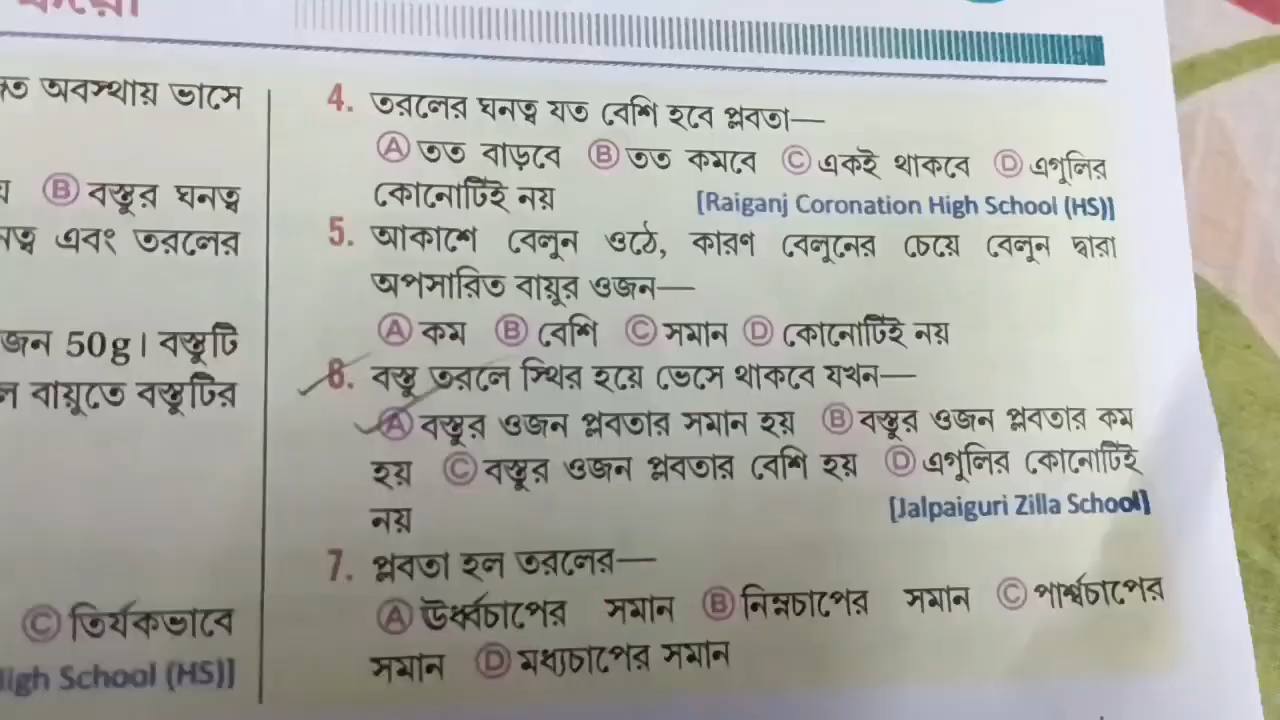 অবস্থায় ভাসে
Ⓑ বস্তুর ঘনত্ব
এবং তরলের
50g। বস্তুটি
বায়ুতে বস্তুটির
Ⓒ তির্যকভাবে
High School (HS)]
4. তরলের ঘনত্ব যত বেশি হবে প্লবতা—
Ⓐ তত বাড়বে Ⓑ তত কমবে Ⓒ একই থাকবে Ⓓ এগুলির
কোনোটিই নয় [Raiganj Coronation High School (HS)]
5. আকাশে বেলুন ওঠে, কারণ বেলুনের চেয়ে বেলুন দ্বারা
অপসারিত বায়ুর ওজন—
Ⓐ কম Ⓑ বেশি Ⓒ সমান Ⓓ কোনোটিই নয়
6. বস্তু তরলে স্থির হয়ে ভেসে থাকবে যখন—
Ⓐ বস্তুর ওজন প্লবতার সমান হয় Ⓑ বস্তুর ওজন প্লবতার কম
হয় Ⓒ বস্তুর ওজন প্লবতার বেশি হয় Ⓓ এগুলির কোনোটিই
নয় [Jalpaiguri Zilla School]
7. প্লবতা হল তরলের—
Ⓐ ঊর্ধ্বচাপের সমান Ⓑ নিম্নচাপের সমান Ⓒ পার্শ্বচাপের
সমান Ⓓ মধ্যচাপের সমান